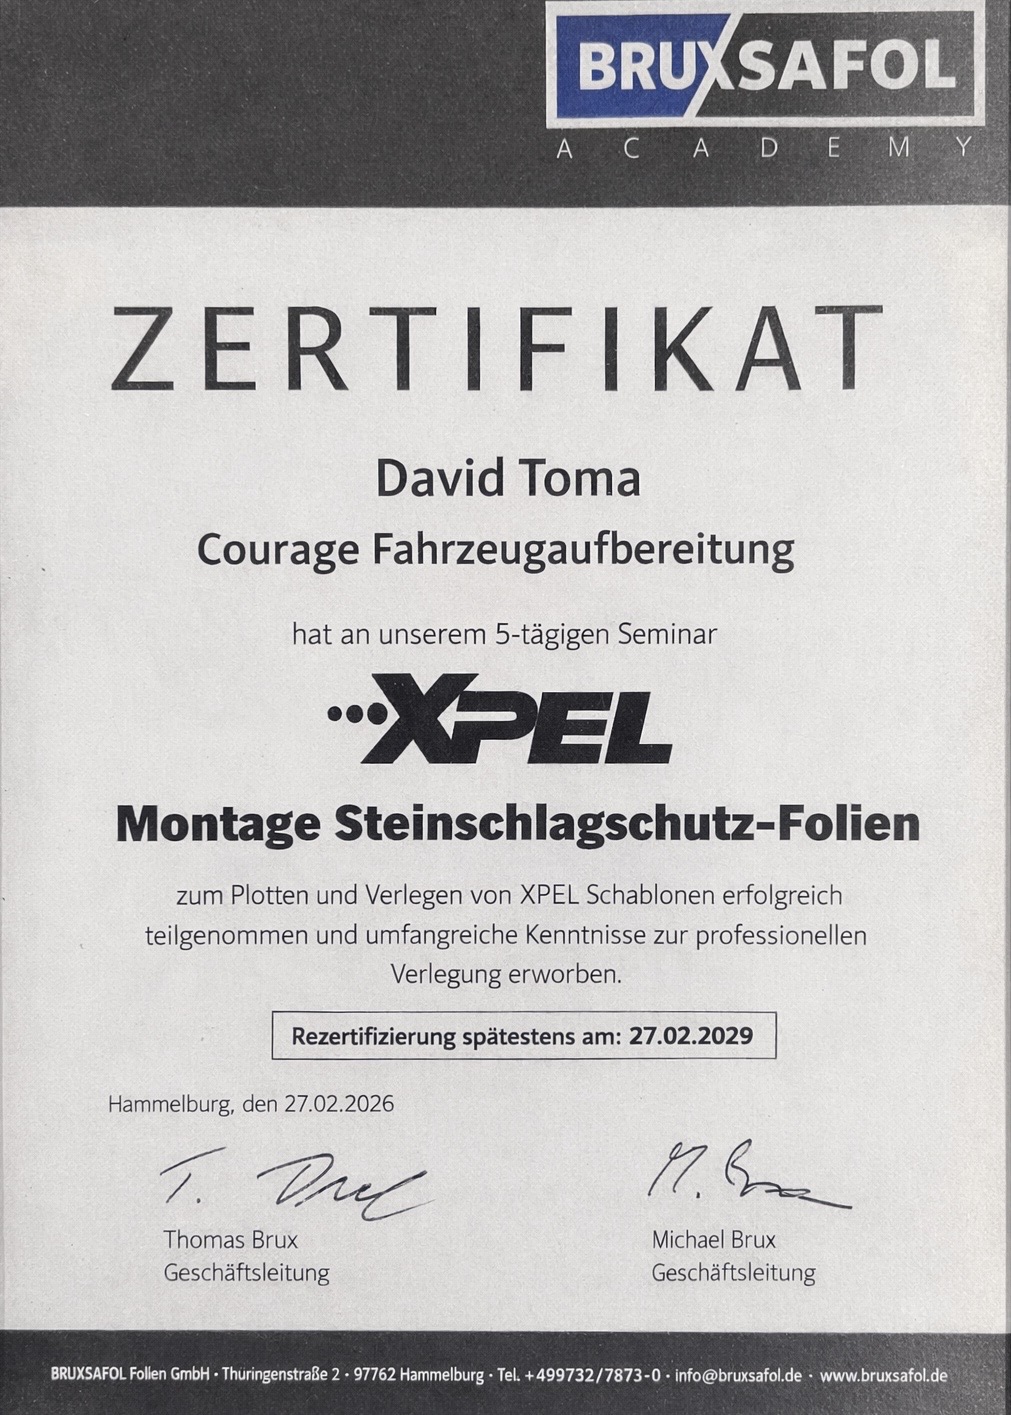 BRUXSAFOL
ACADEMY
ZERTIFIKAT
David Toma
Courage Fahrzeugaufbereitung
hat an unserem 5-tägigen Seminar
XPEL
Montage Steinschlagschutz-Folien
zum Plotten und Verlegen von XPEL Schablonen erfolgreich
teilgenommen und umfangreiche Kenntnisse zur professionellen
Verlegung erworben.
Rezertifizierung spätestens am: 27.02.2029
Hammelburg, den 27.02.2026
Thomas Brux
Geschäftsleitung
Michael Brux
Geschäftsleitung
BRUXSAFOL Folien GmbH · Thüringenstraße 2 · 97762 Hammelburg · Tel. +499732/7873-0 · info@bruxsafol.de · www.bruxsafol.de